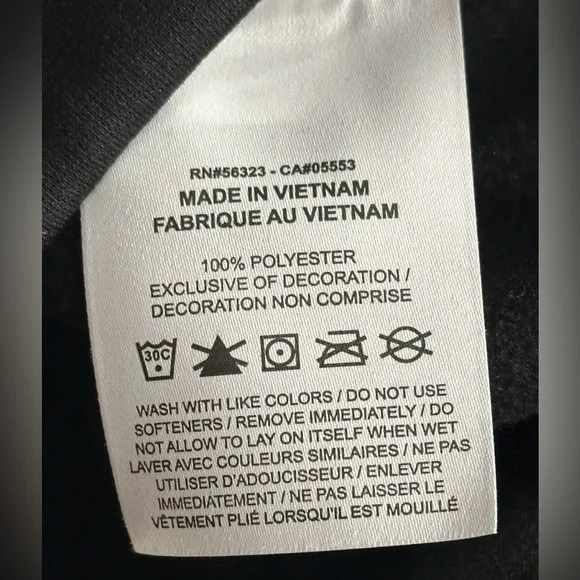 RN#56323 - CA#05553
MADE IN VIETNAM
FABRIQUE AU VIETNAM
100% POLYESTER
EXCLUSIVE OF DECORATION /
DECORATION NON COMPRISE
30C
WASH WITH LIKE COLORS / DO NOT USE
SOFTENERS / REMOVE IMMEDIATELY / DO
NOT ALLOW TO LAY ON ITSELF WHEN WET
LAVER AVEC COULEURS SIMILAIRES / NE PAS
UTILISER D'ADOUCISSEUR / ENLEVER
IMMEDIATEMENT / NE PAS LAISSER LE
VÊTEMENT PLIÉ LORSQU'IL EST MOUILLÉ